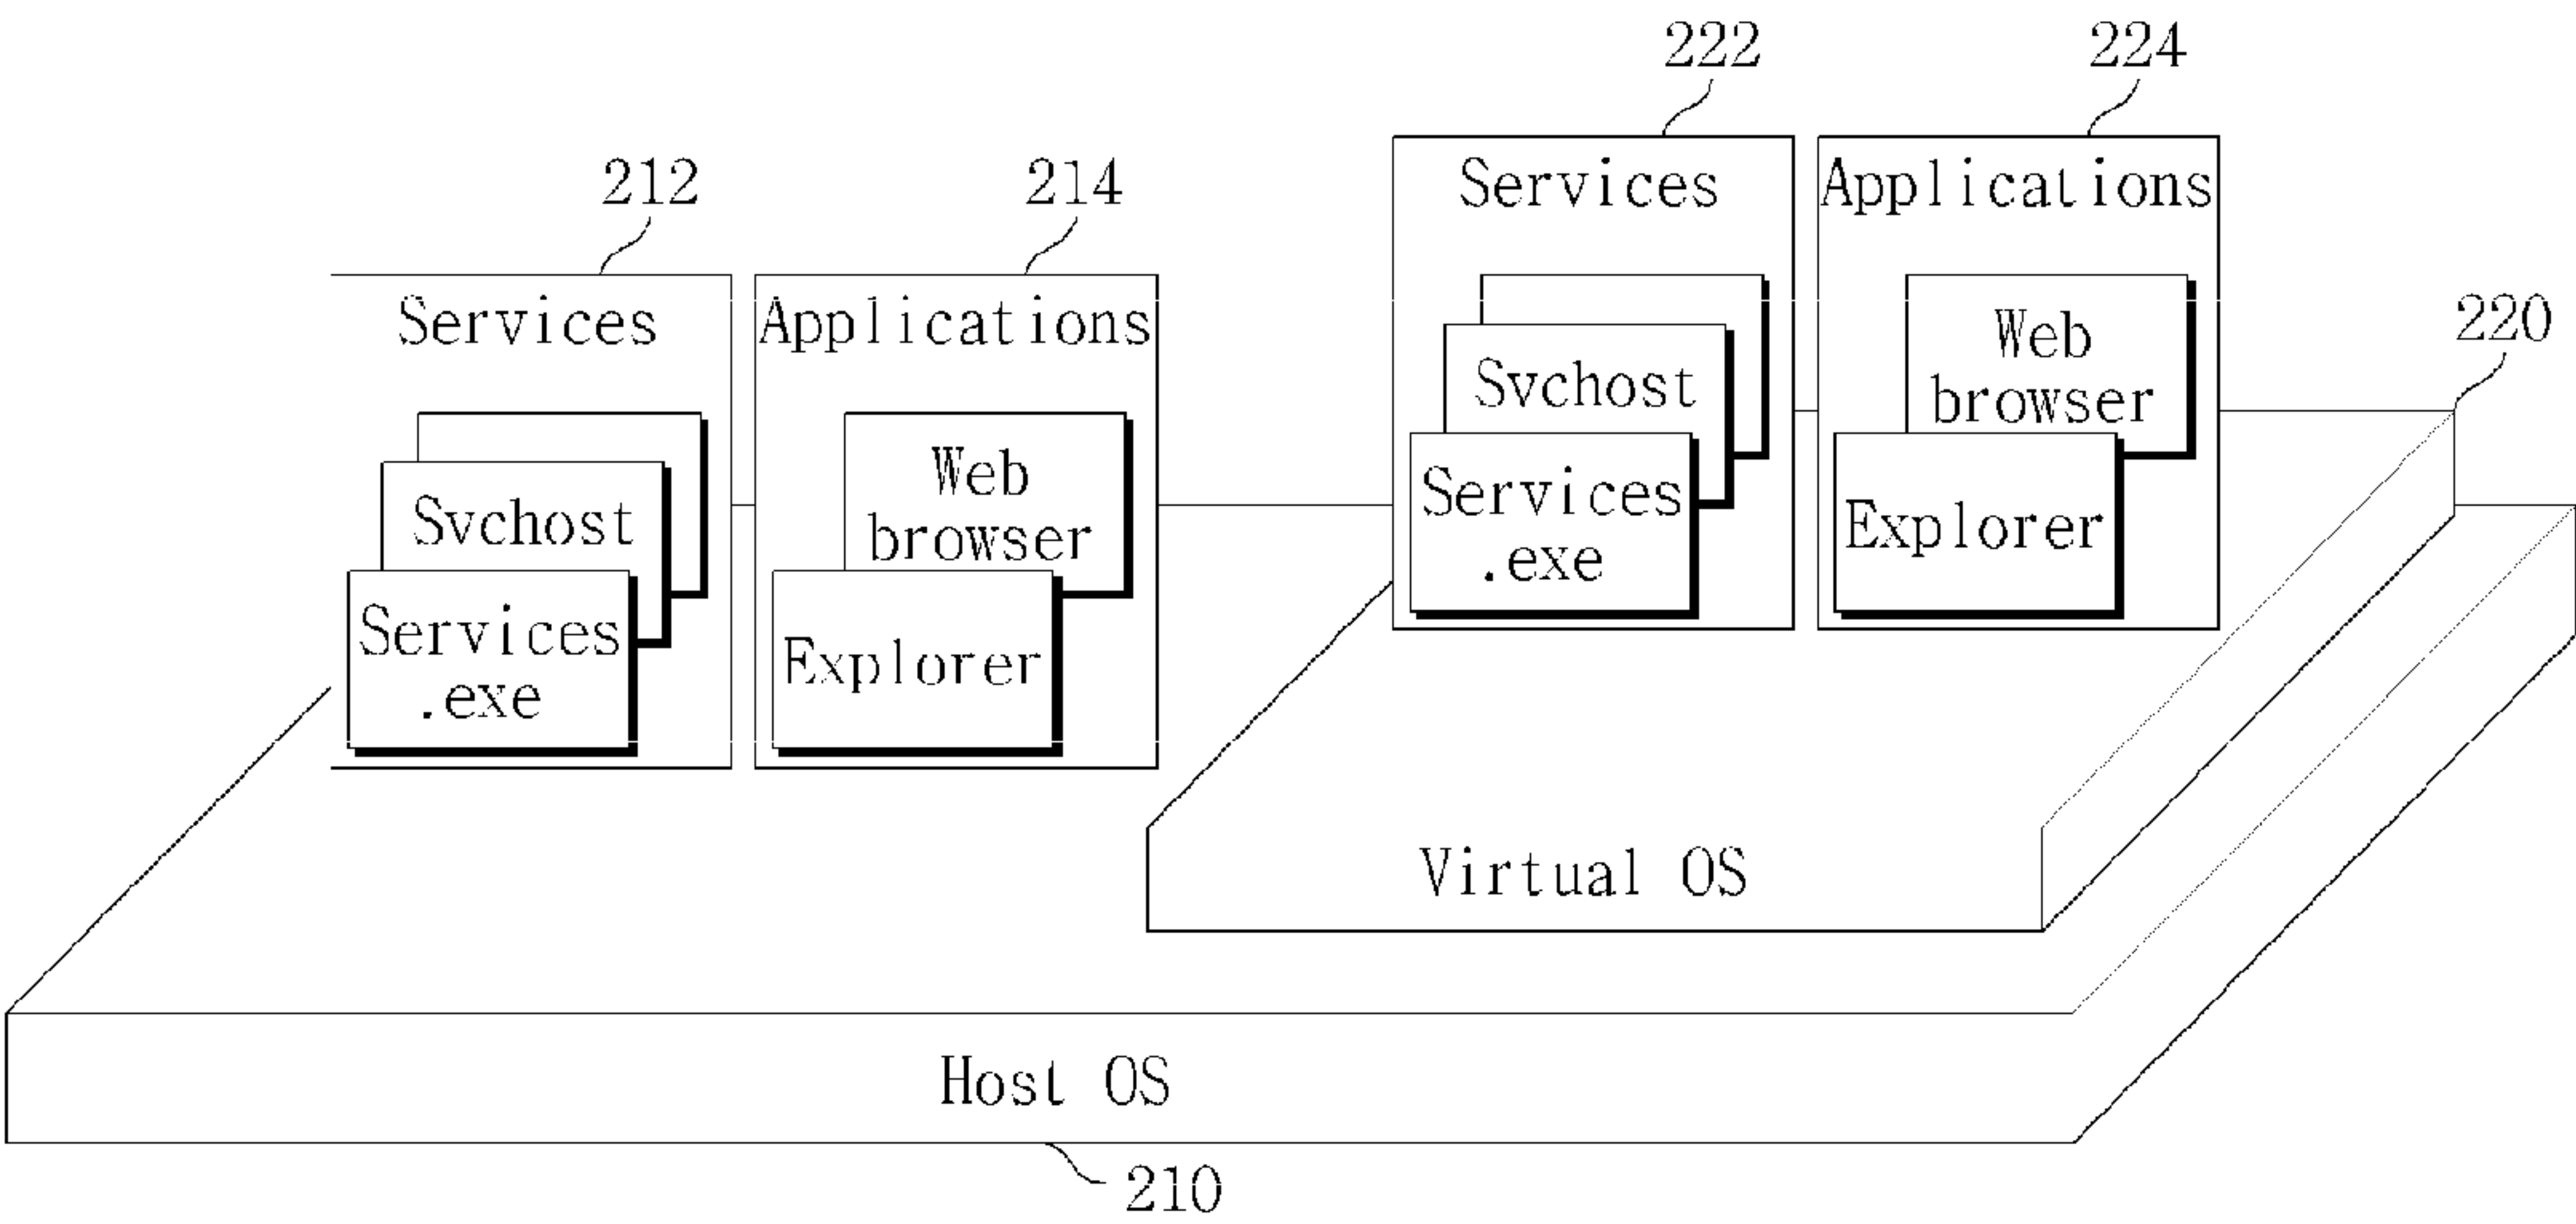 222
224
212
214
Services
Applications
220
Services
Applications
Web
browser
Svchost
Web
browser
Services
.exe
Explorer
Svchost
Services
.exe
Explorer
Virtual OS
Host OS
210